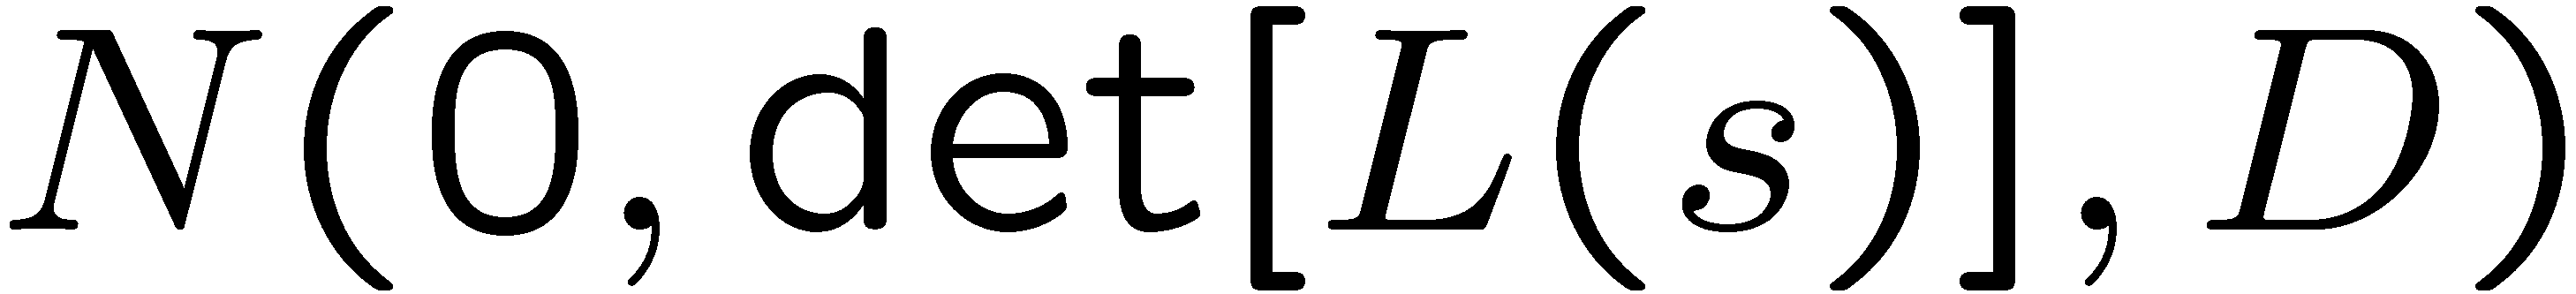 N(0, det[L(s)], D)